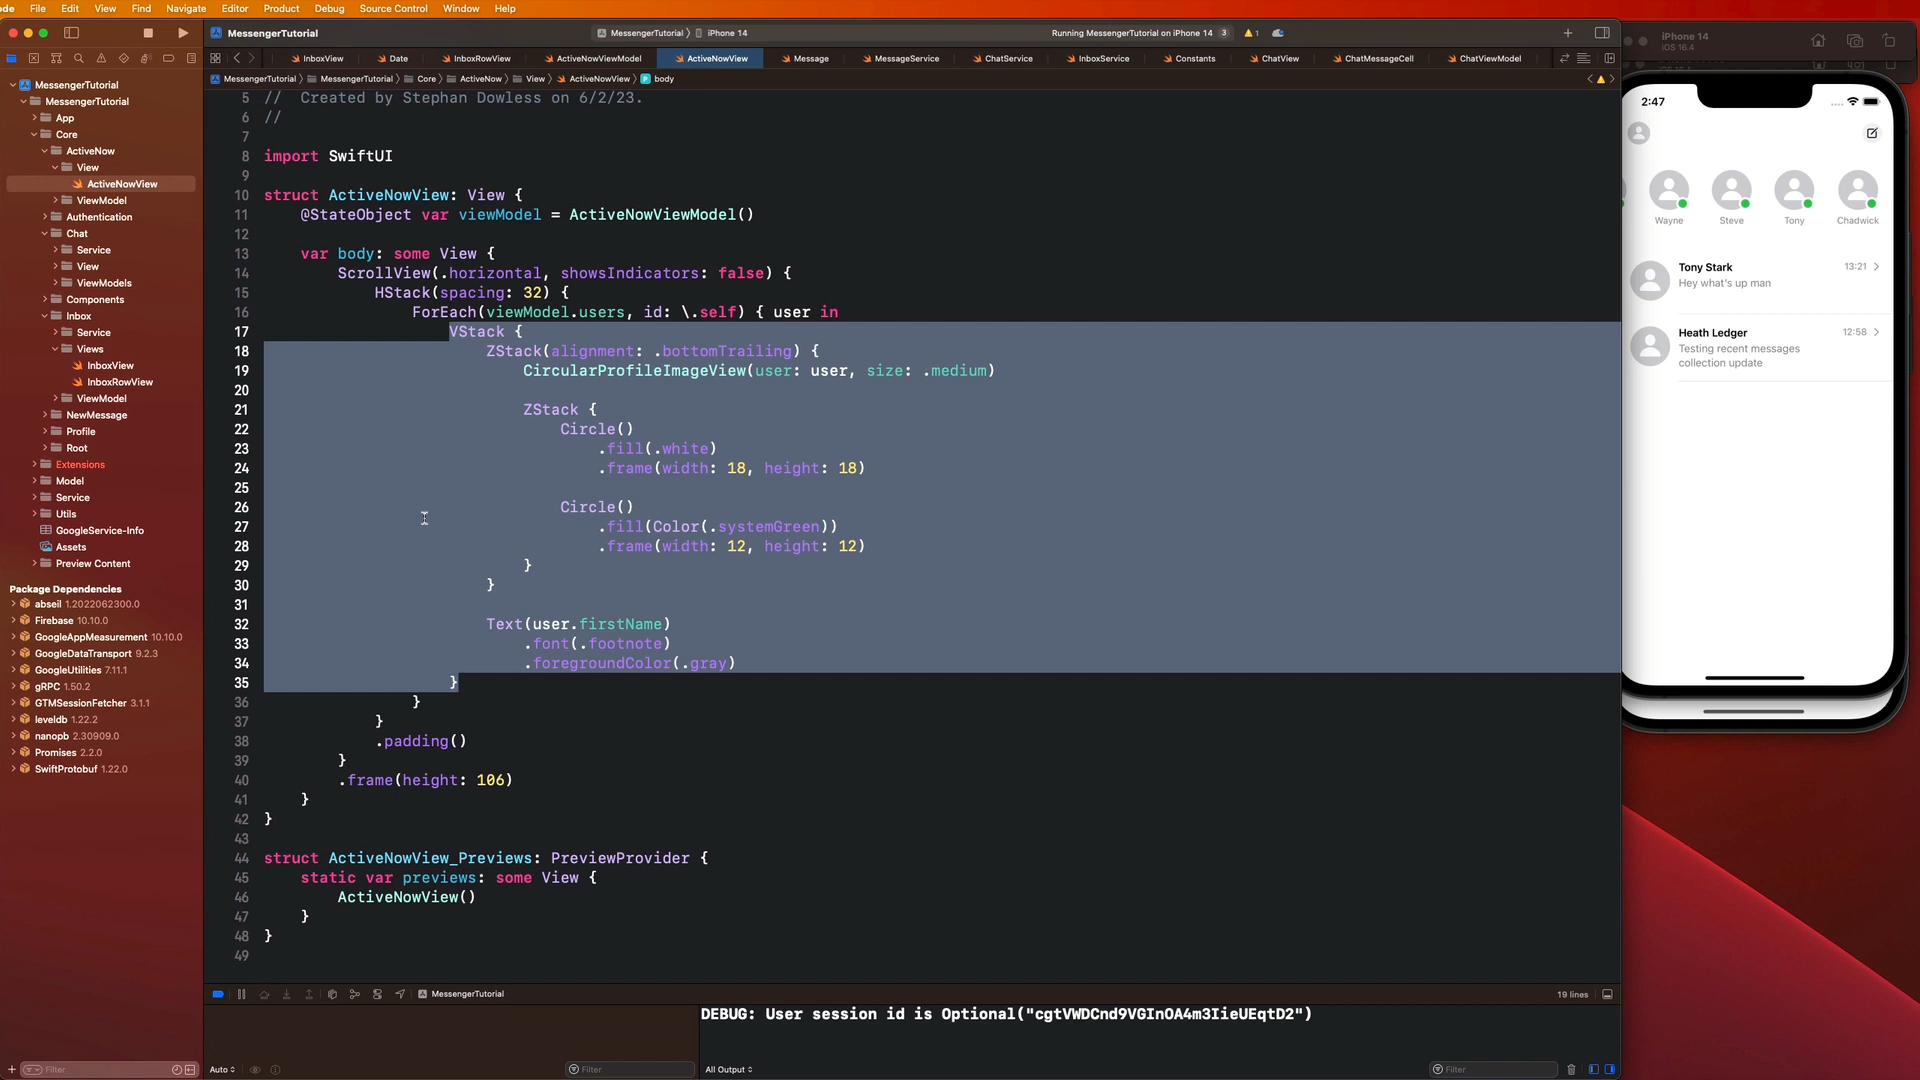 ode File Edit View Find Navigate Editor Product Debug Source Control Window Help
MessengerTutorial
MessengerTutorial iPhone 14
Running MessengerTutorial on iPhone 14 3
1
InboxView Date InboxRowView ActiveNowViewModel ActiveNowView Message MessageService ChatService InboxService Constants ChatView ChatMessageCell ChatViewModel
MessengerTutorial MessengerTutorial Core ActiveNow View ActiveNowView body
MessengerTutorial
MessengerTutorial
App
Core
ActiveNow
View
ActiveNowView
ViewModel
Authentication
Chat
Service
View
ViewModels
Components
Inbox
Service
Views
InboxView
InboxRowView
ViewModel
NewMessage
Profile
Root
Extensions
Model
Service
Utils
GoogleService-Info
Assets
Preview Content
Package Dependencies
abseil 1.2022062300.0
Firebase 10.10.0
GoogleAppMeasurement 10.10.0
GoogleDataTransport 9.2.3
GoogleUtilities 7.11.1
gRPC 1.50.2
GTMSessionFetcher 3.1.1
leveldb 1.22.2
nanopb 2.30909.0
Promises 2.2.0
SwiftProtobuf 1.22.0
Filter
5 // Created by Stephan Dowless on 6/2/23.
6 //
7
8 import SwiftUI
9
10 struct ActiveNowView: View {
11 @StateObject var viewModel = ActiveNowViewModel()
12
13 var body: some View {
14 ScrollView(.horizontal, showsIndicators: false) {
15 HStack(spacing: 32) {
16 ForEach(viewModel.users, id: \.self) { user in
17 VStack {
18 ZStack(alignment: .bottomTrailing) {
19 CircularProfileImageView(user: user, size: .medium)
20
21 ZStack {
22 Circle()
23 .fill(.white)
24 .frame(width: 18, height: 18)
25
26 Circle()
27 .fill(Color(.systemGreen))
28 .frame(width: 12, height: 12)
29 }
30 }
31
32 Text(user.firstName)
33 .font(.footnote)
34 .foregroundColor(.gray)
35 }
36 }
37 }
38 .padding()
39 }
40 .frame(height: 106)
41 }
42 }
43
44 struct ActiveNowView_Previews: PreviewProvider {
45 static var previews: some View {
46 ActiveNowView()
47 }
48 }
49
MessengerTutorial
19 lines
DEBUG: User session id is Optional("cgtVWDCnd9VGInOA4m3IieUEqtD2")
Auto
Filter
All Output
Filter
iPhone 14
iOS 16.4
2:47
Wayne Steve Tony Chadwick
Tony Stark 13:21
Hey what's up man
Heath Ledger 12:58
Testing recent messages
collection update